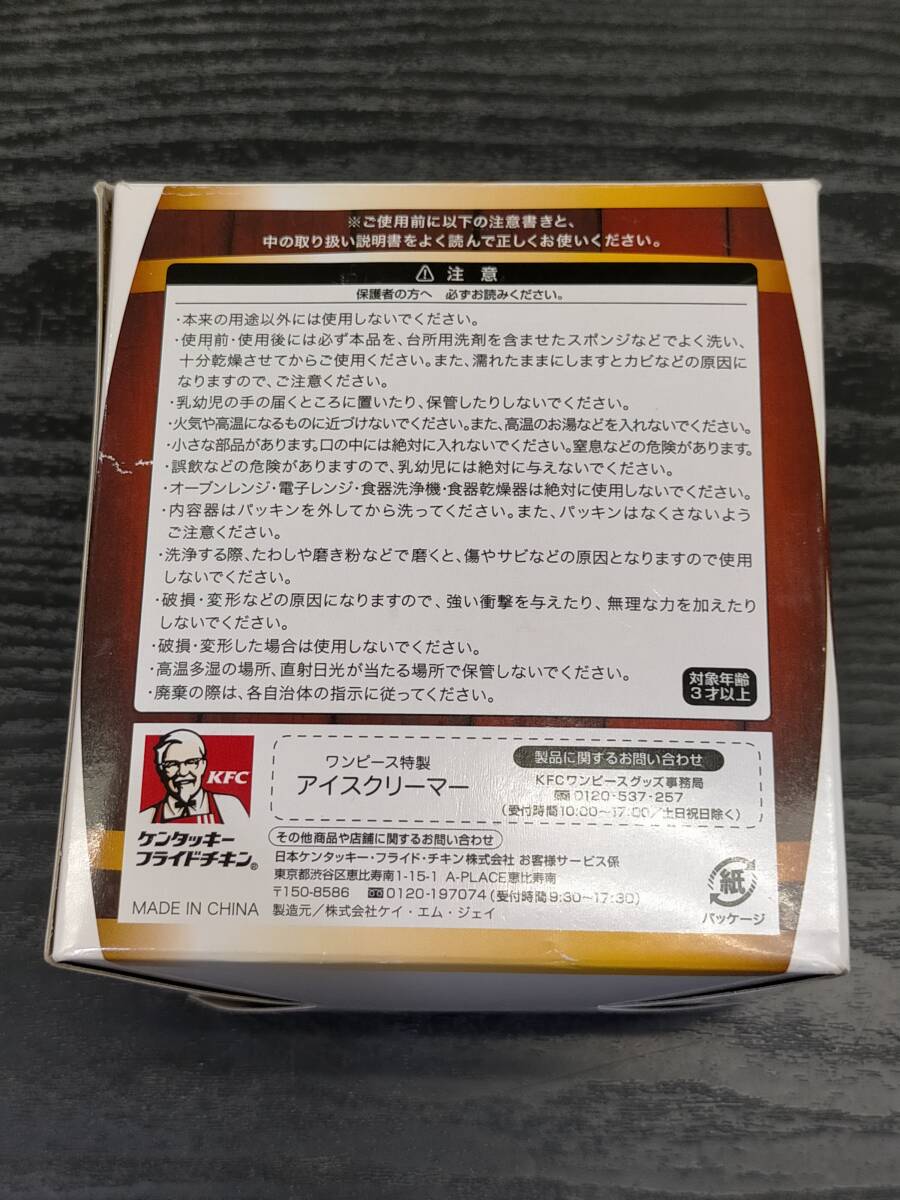 ※ご使用前に以下の注意書きと、
中の取り扱い説明書をよく読んで正しくお使いください。
⚠ 注 意
保護者の方へ 必ずお読みください。
・本来の用途以外には使用しないでください。
・使用前・使用後には必ず本品を、台所用洗剤を含ませたスポンジなどでよく洗い、
十分乾燥させてからご使用ください。また、濡れたままにしますとカビなどの原因に
なりますので、ご注意ください。
・乳幼児の手の届くところに置いたり、保管したりしないでください。
・火気や高温になるものに近づけないでください。また、高温のお湯などを入れないでください。
・小さな部品があります。口の中には絶対に入れないでください。窒息などの危険があります。
・誤飲などの危険がありますので、乳幼児には絶対に与えないでください。
・オーブンレンジ・電子レンジ・食器洗浄機・食器乾燥器は絶対に使用しないでください。
・内容器はパッキンを外してから洗ってください。また、パッキンはなくさないよう
ご注意ください。
・洗浄する際、たわしや磨き粉などで磨くと、傷やサビなどの原因となりますので使用
しないでください。
・破損・変形などの原因になりますので、強い衝撃を与えたり、無理な力を加えたり
しないでください。
・破損・変形した場合は使用しないでください。
・高温多湿の場所、直射日光が当たる場所で保管しないでください。
・廃棄の際は、各自治体の指示に従ってください。
対象年齢
3才以上
KFC
ケンタッキー
フライドチキン®
MADE IN CHINA
ワンピース特製
アイスクリーマー
製品に関するお問い合わせ
KFCワンピースグッズ事務局
0120-537-257
(受付時間10:00〜17:00/土日祝日除く)
その他商品や店舗に関するお問い合わせ
日本ケンタッキー・フライド・チキン株式会社 お客様サービス係
東京都渋谷区恵比寿南1-15-1 A-PLACE恵比寿南
〒150-8586 0120-197074(受付時間9:30〜17:30)
製造元/株式会社ケイ・エム・ジェイ
紙
パッケージ